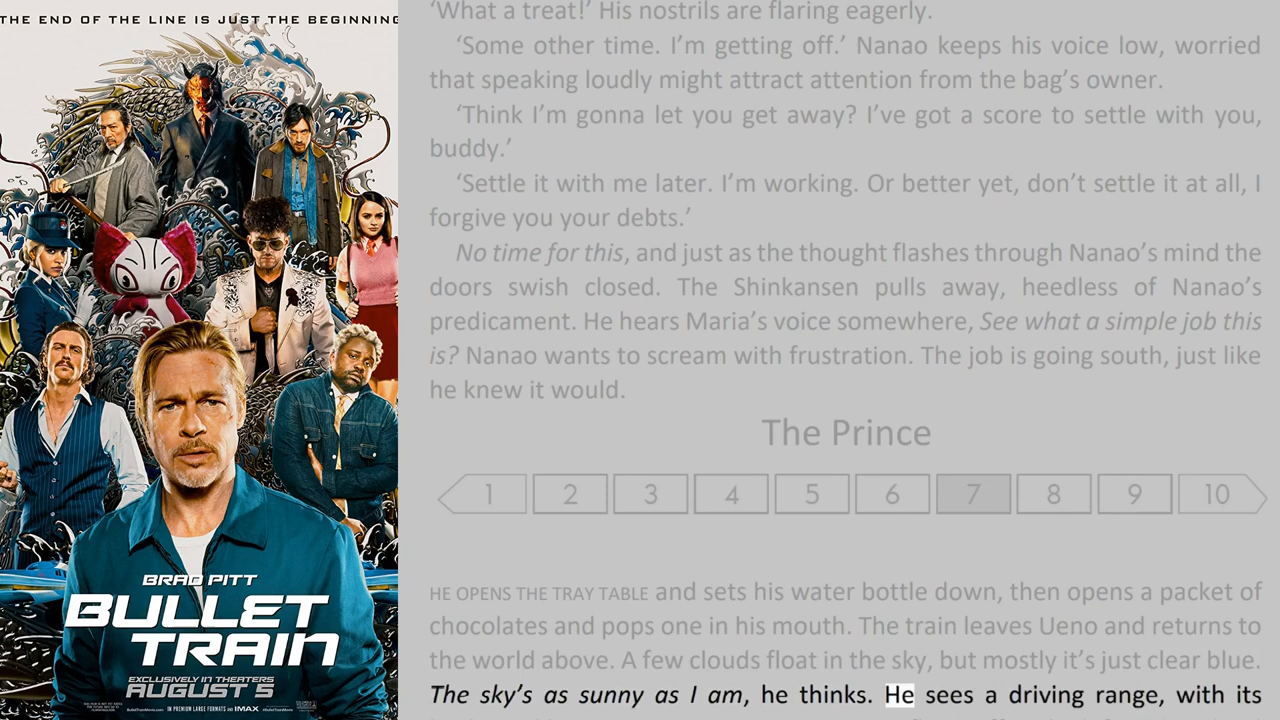 THE END OF THE LINE IS JUST THE BEGINNING
BRAD PITT
BULLET
TRAIN
EXCLUSIVELY IN THEATERS
AUGUST 5
BulletTrainMovie.com
IN PREMIUM LARGE FORMATS AND IMAX
#BulletTrainMovie
‘What a treat!’ His nostrils are flaring eagerly.
‘Some other time. I’m getting off.’ Nanao keeps his voice low, worried
that speaking loudly might attract attention from the bag’s owner.
‘Think I’m gonna let you get away? I’ve got a score to settle with you,
buddy.’
‘Settle it with me later. I’m working. Or better yet, don’t settle it at all, I
forgive you your debts.’
No time for this, and just as the thought flashes through Nanao’s mind the
doors swish closed. The Shinkansen pulls away, heedless of Nanao’s
predicament. He hears Maria’s voice somewhere, See what a simple job this
is? Nanao wants to scream with frustration. The job is going south, just like
he knew it would.
The Prince
1 2 3 4 5 6 7 8 9 10
HE OPENS THE TRAY TABLE and sets his water bottle down, then opens a packet of
chocolates and pops one in his mouth. The train leaves Ueno and returns to
the world above. A few clouds float in the sky, but mostly it’s just clear blue.
The sky’s as sunny as I am, he thinks. He sees a driving range, with its